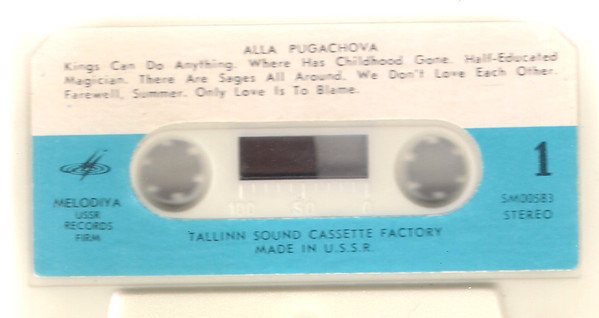 ALLA PUGACHOVA
Kings Can Do Anything. Where Has Childhood Gone. Half-Educated
Magician. There Are Sages All Around. We Don't Love Each Other.
Farewell, Summer. Only Love Is To Blame.
1
MELODIYA
USSR
RECORDS
FIRM
100 50 0
SM00583
STEREO
TALLINN SOUND CASSETTE FACTORY
MADE IN U.S.S.R.